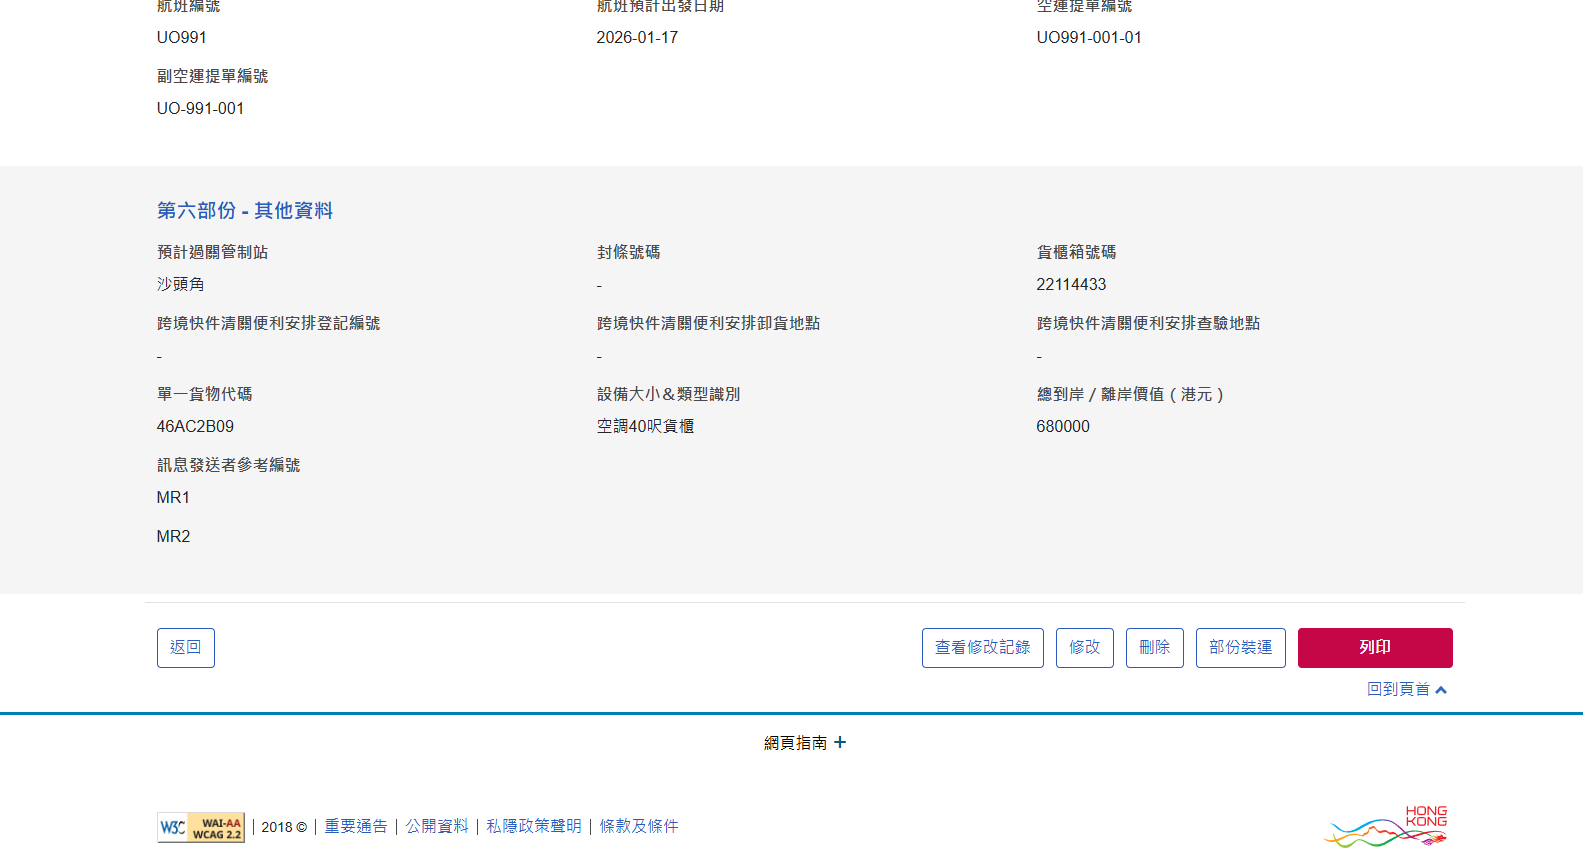 航班編號 航班預計出發日期 空運提單編號
UO991 2026-01-17 UO991-001-01
副空運提單編號
UO-991-001
第六部份 - 其他資料
預計過關管制站 封條號碼 貨櫃箱號碼
沙頭角 - 22114433
跨境快件清關便利安排登記編號 跨境快件清關便利安排卸貨地點 跨境快件清關便利安排查驗地點
- - -
單一貨物代碼 設備大小＆類型識別 總到岸 / 離岸價值 ( 港元 )
46AC2B09 空調40呎貨櫃 680000
訊息發送者參考編號
MR1
MR2
返回 查看修改記錄 修改 刪除 部份裝運 列印
回到頁首
網頁指南 +
W3C WAI-AA WCAG 2.2 | 2018 © | 重要通告 | 公開資料 | 私隱政策聲明 | 條款及條件
HONG KONG